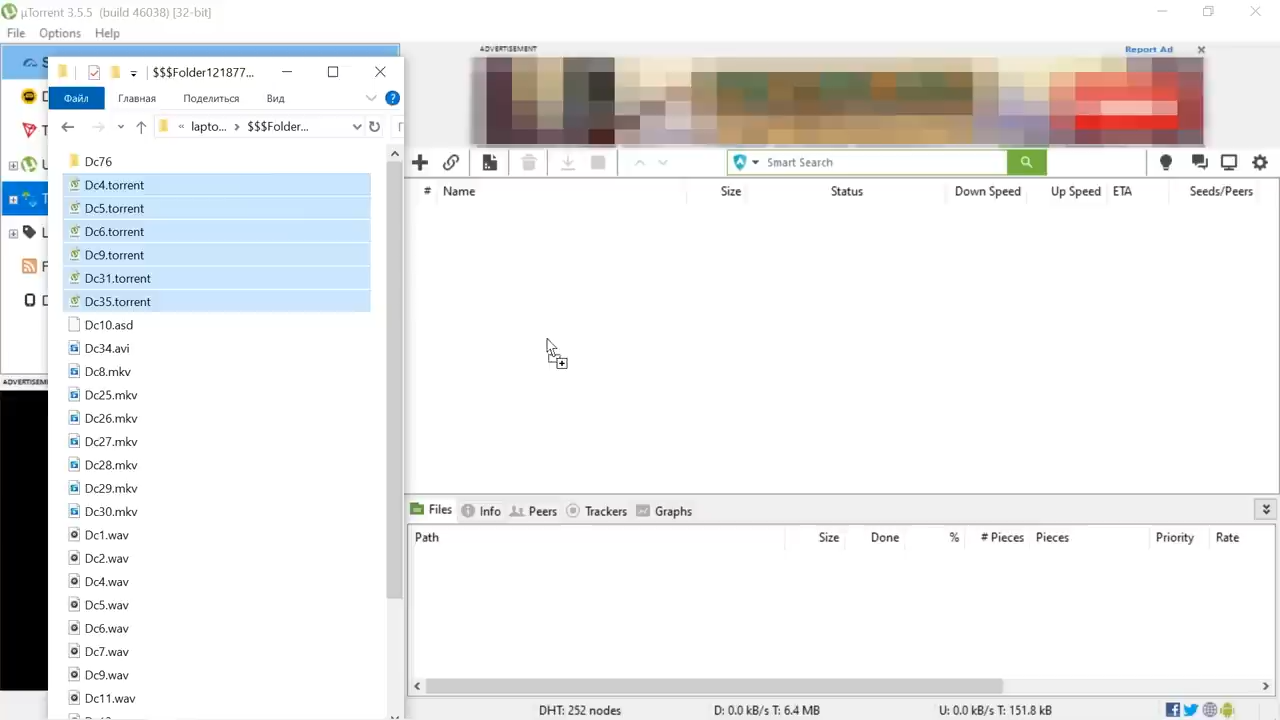 µTorrent 3.5.5 (build 46038) [32-bit]
File Options Help
ADVERTISEMENT
Report Ad
$$$Folder121877...
Файл Главная Поделиться Вид
« lapto... > $$$Folder...
Smart Search
Dc76
Dc4.torrent
Dc5.torrent
Dc6.torrent
Dc9.torrent
Dc31.torrent
Dc35.torrent
Dc10.asd
Dc34.avi
Dc8.mkv
Dc25.mkv
Dc26.mkv
Dc27.mkv
Dc28.mkv
Dc29.mkv
Dc30.mkv
Dc1.wav
Dc2.wav
Dc4.wav
Dc5.wav
Dc6.wav
Dc7.wav
Dc9.wav
Dc11.wav
# Name Size Status Down Speed Up Speed ETA Seeds/Peers
Files Info Peers Trackers Graphs
Path Size Done % # Pieces Pieces Priority Rate
DHT: 252 nodes D: 0.0 kB/s T: 6.4 MB U: 0.0 kB/s T: 151.8 kB